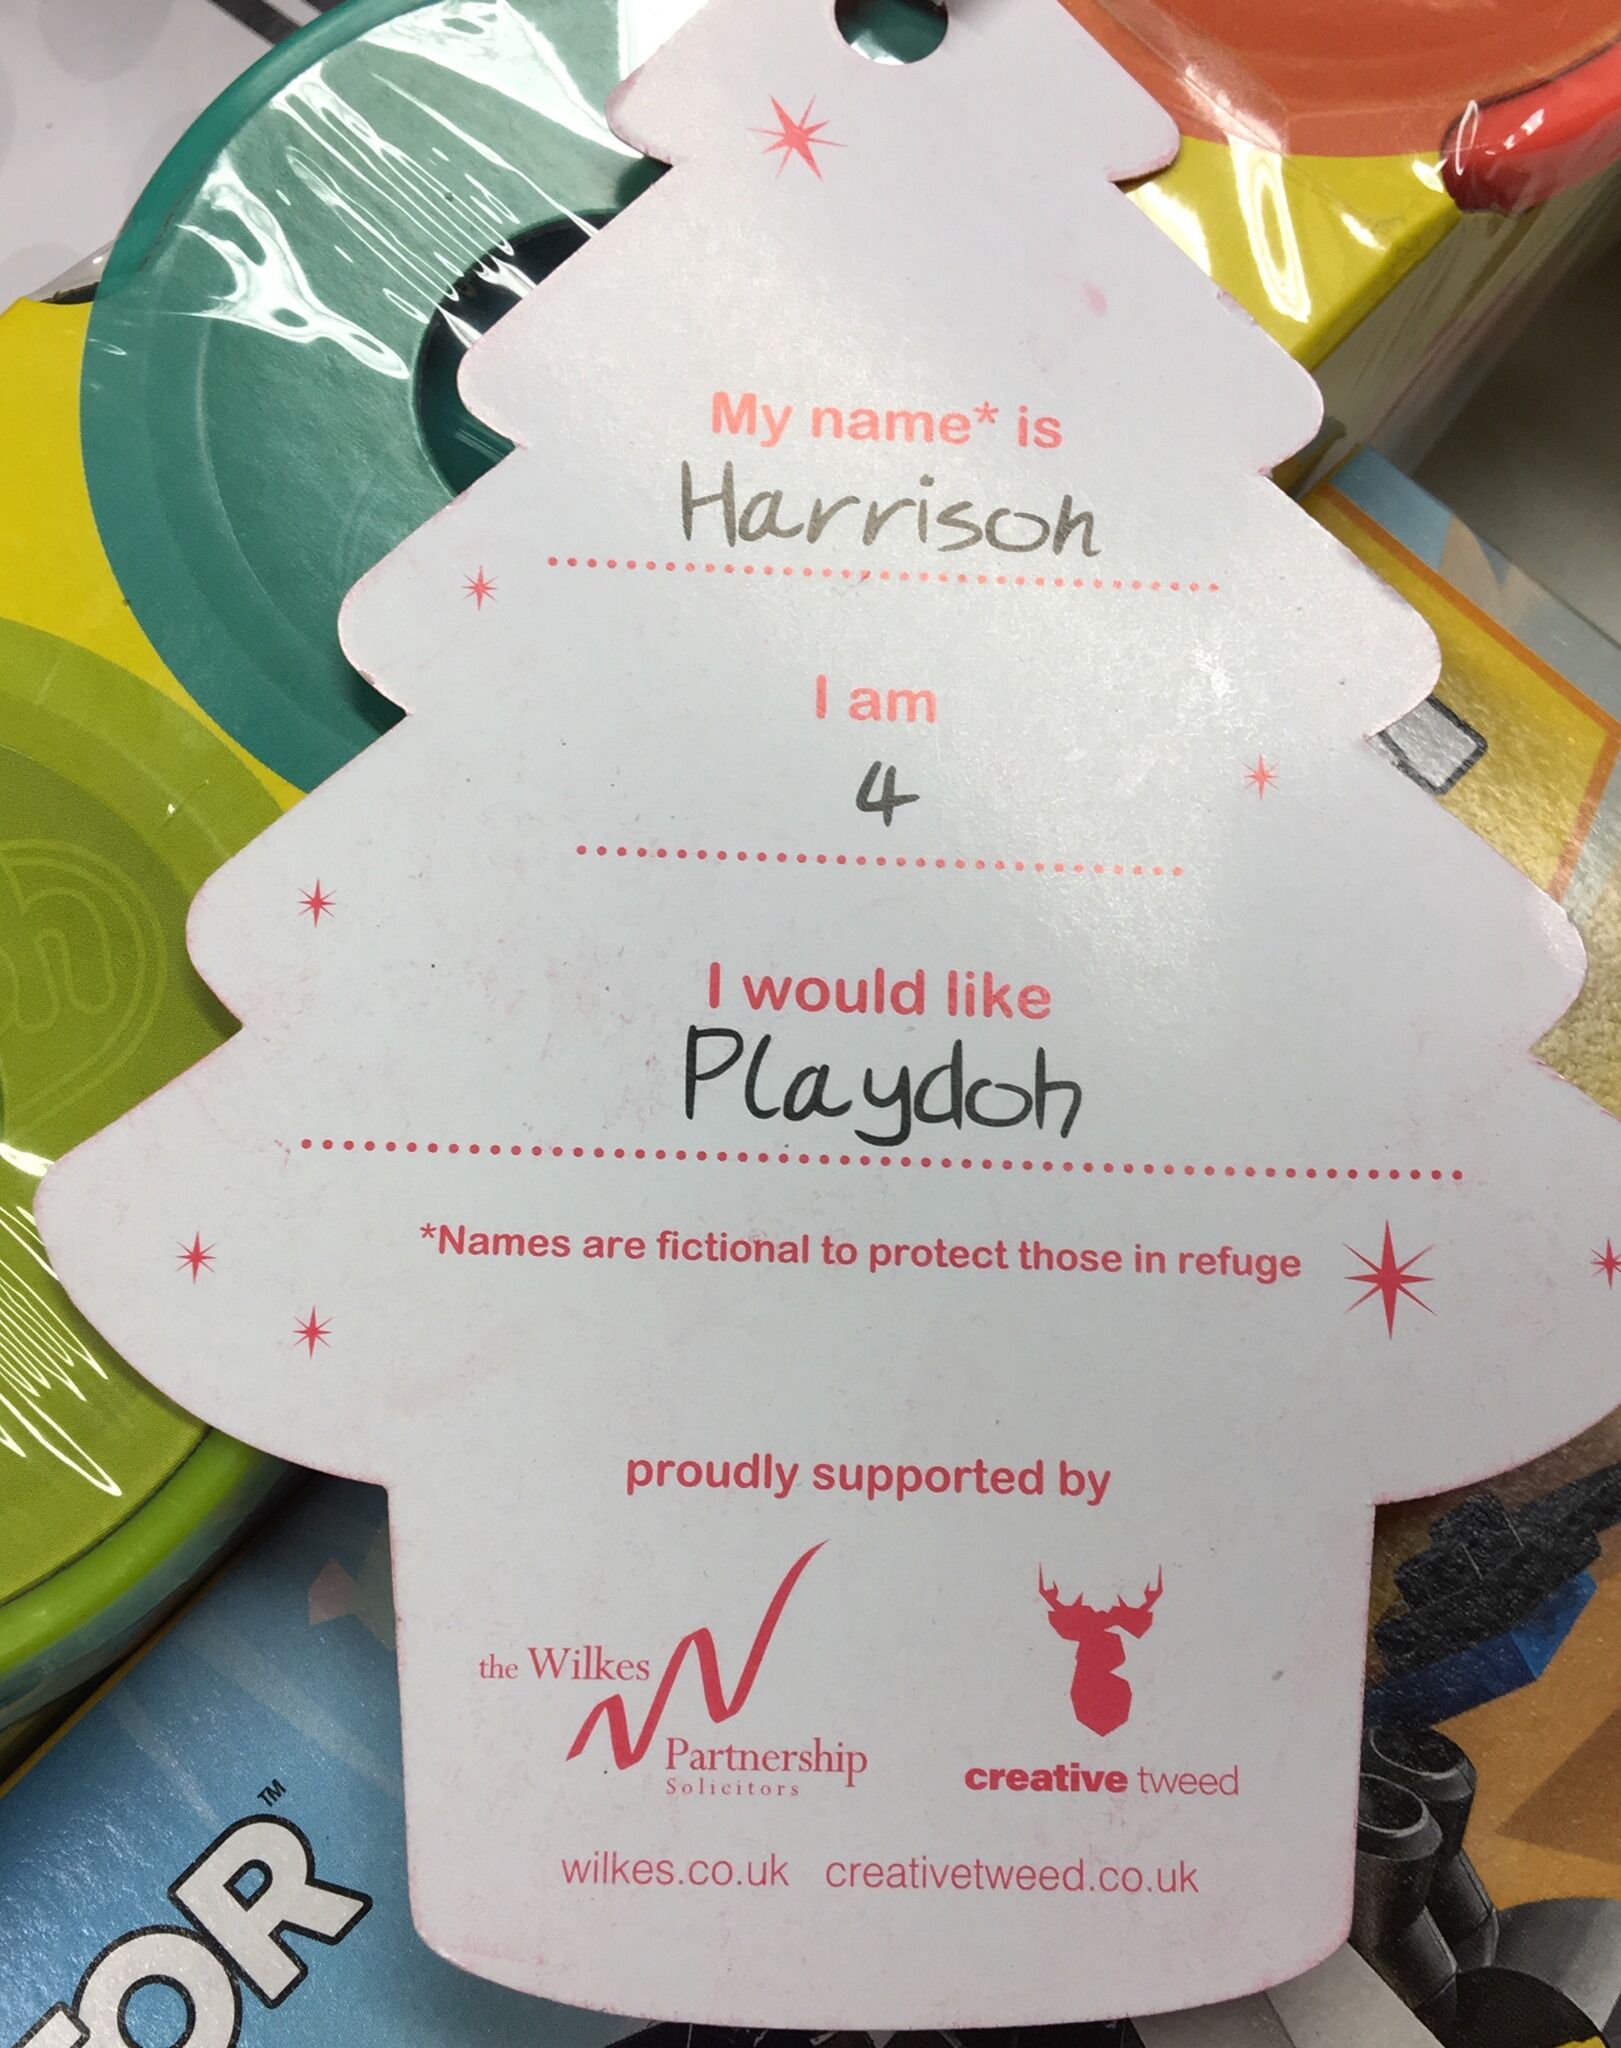 My name* is
Harrison
I am
4
I would like
Playdoh
*Names are fictional to protect those in refuge
proudly supported by
the Wilkes
Partnership
Solicitors
creative tweed
wilkes.co.uk creativetweed.co.uk
TOR™